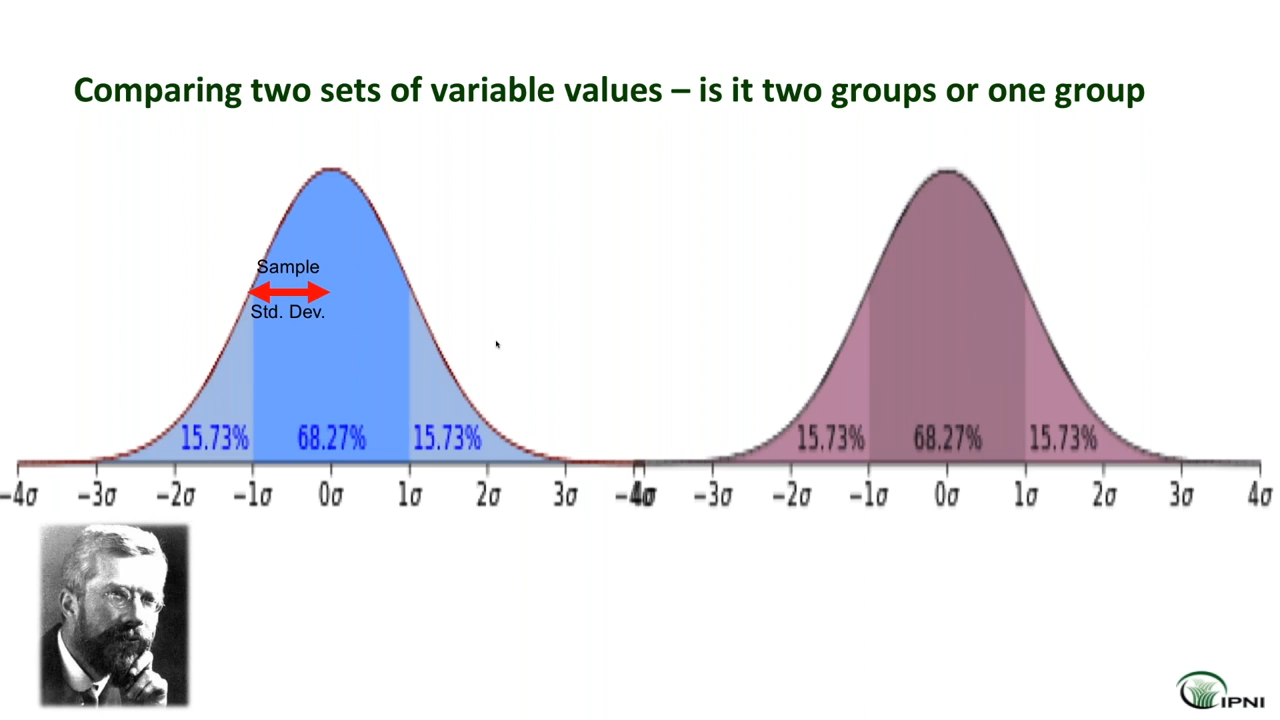 Comparing two sets of variable values – is it two groups or one group
Sample
Std. Dev.
15.73% 68.27% 15.73%
15.73% 68.27% 15.73%
−4σ −3σ −2σ −1σ 0σ 1σ 2σ 3σ
−3σ −2σ −1σ 0σ 1σ 2σ 3σ 4σ
IPNI